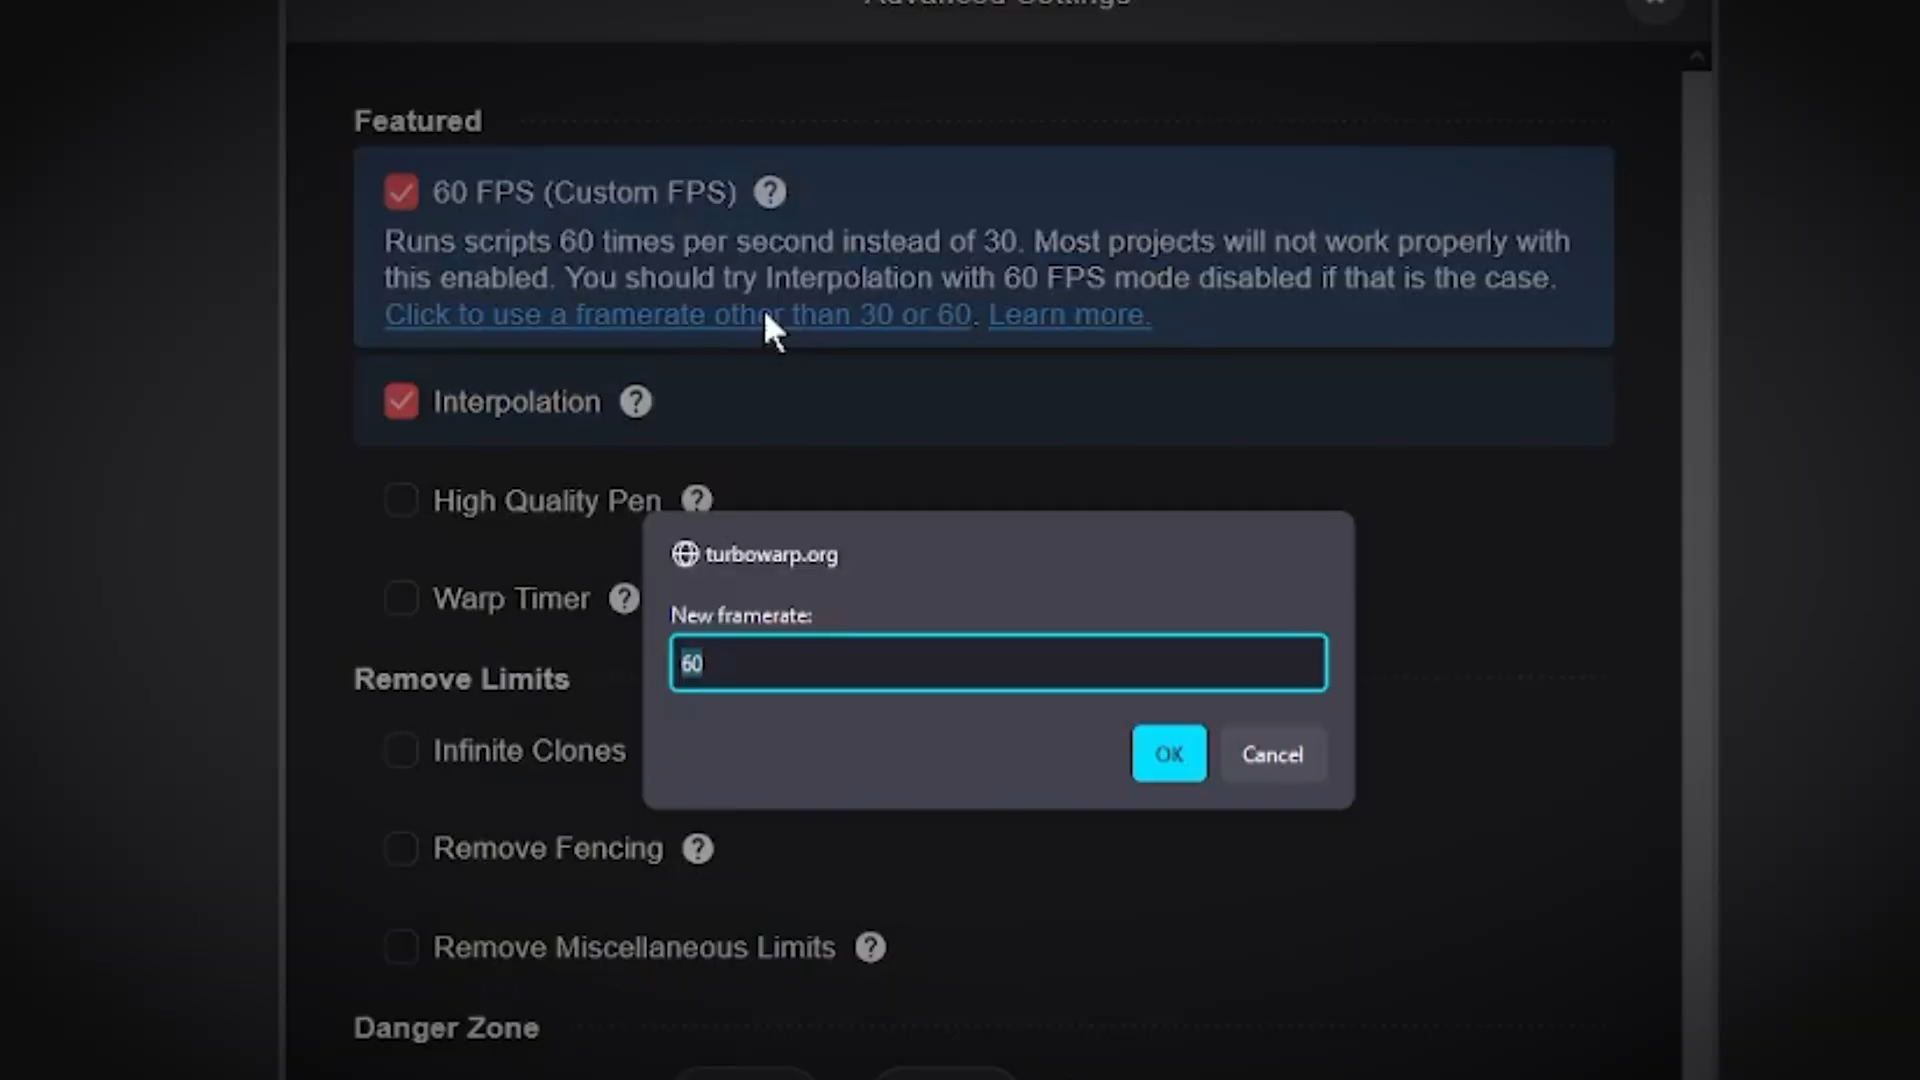 Advanced Settings
Featured
60 FPS (Custom FPS) ?
Runs scripts 60 times per second instead of 30. Most projects will not work properly with
this enabled. You should try Interpolation with 60 FPS mode disabled if that is the case.
Click to use a framerate other than 30 or 60. Learn more.
Interpolation ?
High Quality Pen ?
Warp Timer ?
Remove Limits
Infinite Clones
Remove Fencing ?
Remove Miscellaneous Limits ?
Danger Zone
turbowarp.org
New framerate:
60
OK
Cancel